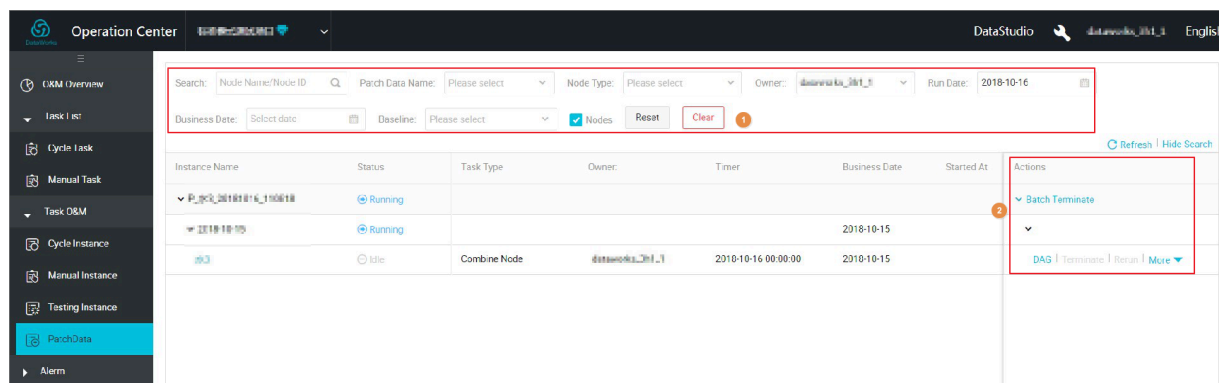 DataWorks
Operation Center
DataStudio
English
O&M Overview
Task List
Cycle Task
Manual Task
Task O&M
Cycle Instance
Manual Instance
Testing Instance
PatchData
Alerm
Search: Node Name/Node ID Patch Data Name: Please select Node Type: Please select Owner: Run Date: 2018-10-16
Business Date: Select date Baseline: Please select Nodes Reset Clear 1
Refresh | Hide Search
Instance Name Status Task Type Owner: Timer Business Date Started At Actions
Running 2 Batch Terminate
2018-10-15 Running 2018-10-15
Idle Combine Node 2018-10-16 00:00:00 2018-10-15 DAG | Terminate | Rerun | More